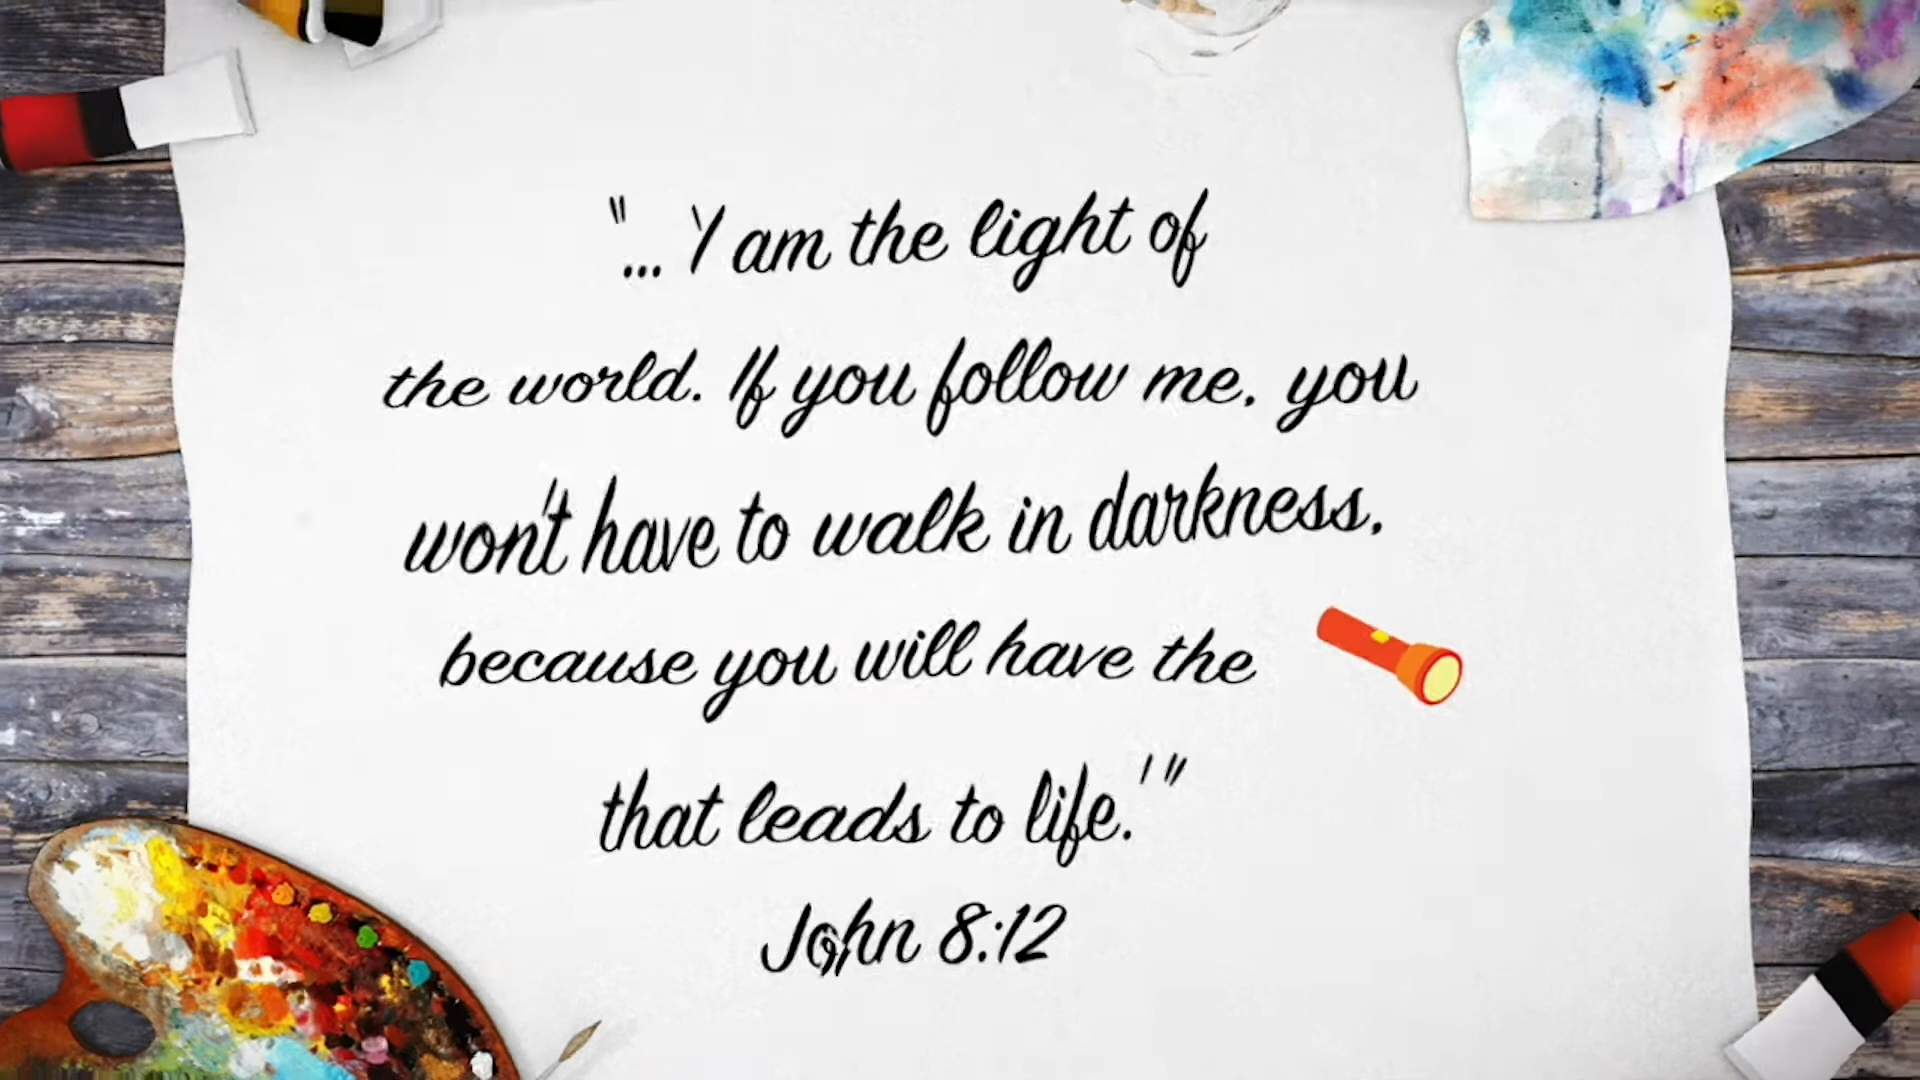 "... I am the light of
the world. If you follow me, you
won't have to walk in darkness,
because you will have the
that leads to life.'"
John 8:12